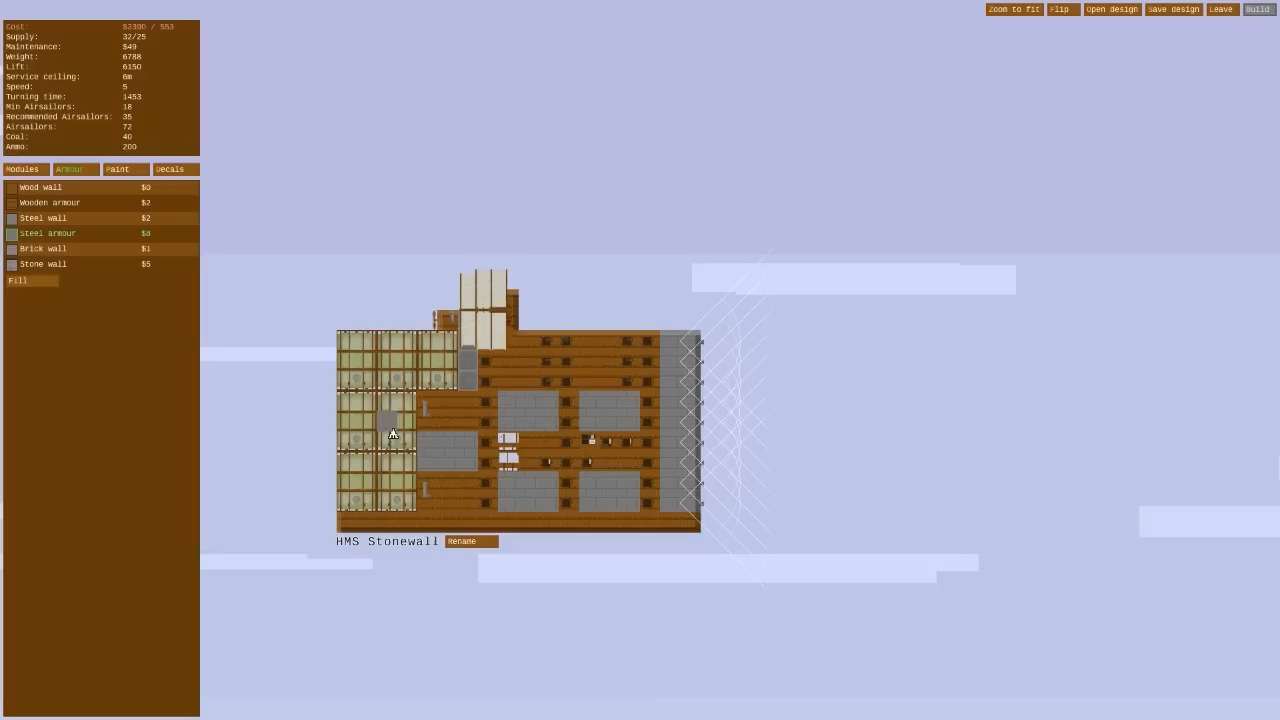 Zoom to fit Flip Open design Save design Leave Build
Cost: $2390 / 553
Supply: 32/25
Maintenance: $49
Weight: 6788
Lift: 6150
Service ceiling: 6m
Speed: 5
Turning time: 1453
Min Airsailors: 18
Recommended Airsailors: 35
Airsailors: 72
Coal: 40
Ammo: 200
Modules Armour Paint Decals
Wood wall $0
Wooden armour $2
Steel wall $2
Steel armour $8
Brick wall $1
Stone wall $5
Fill
HMS Stonewall Rename